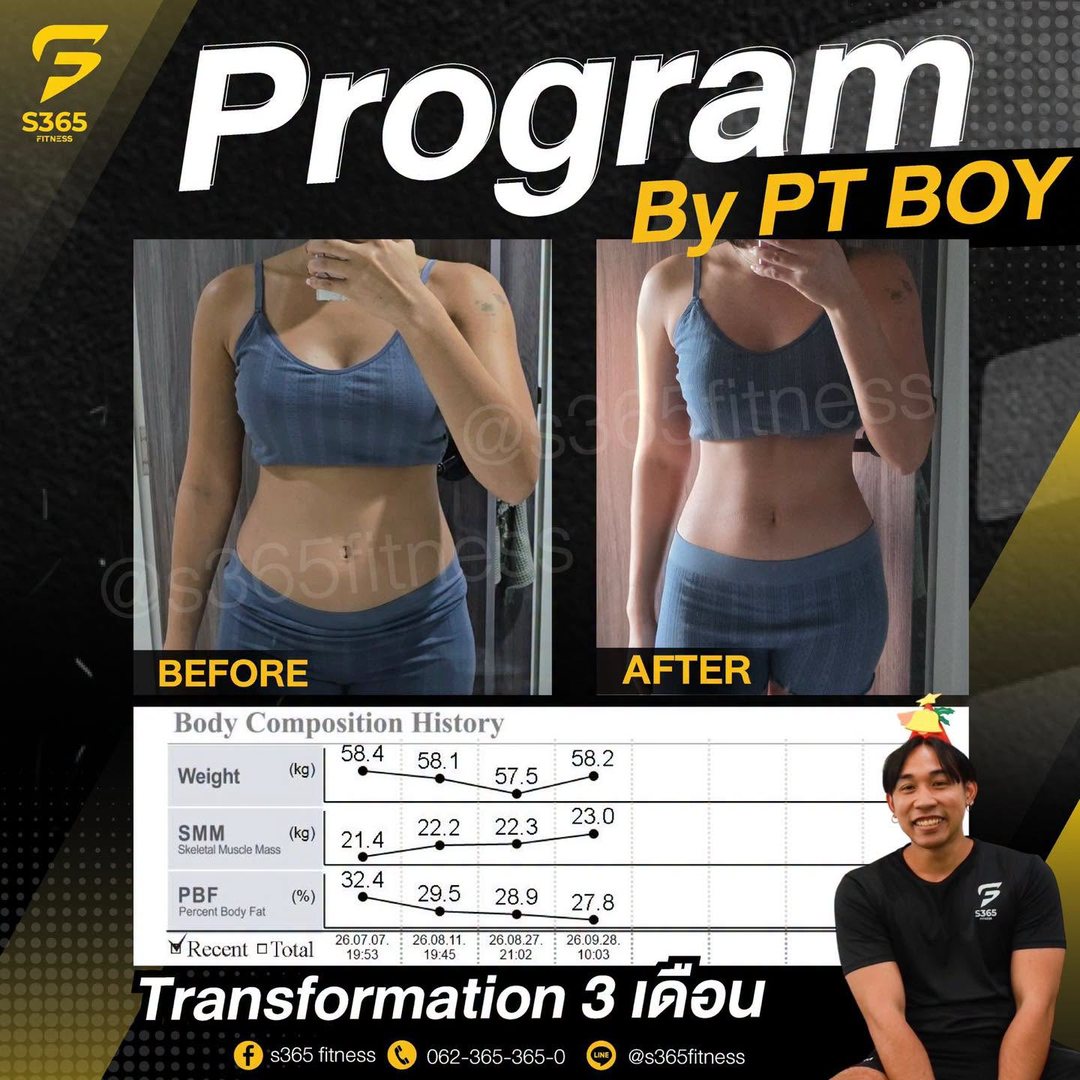 S365
FITNESS
Program
By PT BOY
@s365fitness
@s365fitness
BEFORE
AFTER
Body Composition History
Weight (kg) 58.4 58.1 57.5 58.2
SMM (kg) 21.4 22.2 22.3 23.0
Skeletal Muscle Mass
PBF (%) 32.4 29.5 28.9 27.8
Percent Body Fat
Recent Total 26.07.07. 26.08.11. 26.08.27. 26.09.28.
19:53 19:45 21:02 10:03
S365
FITNESS
Transformation 3 เดือน
s365 fitness 062-365-365-0 LINE @s365fitness